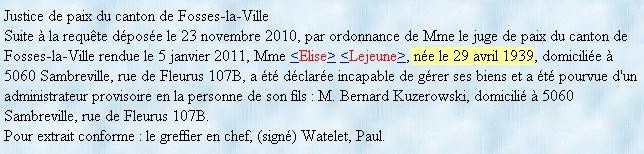 Justice de paix du canton de Fosses-la-Ville
Suite à la requête déposée le 23 novembre 2010, par ordonnance de Mme le juge de paix du canton de
Fosses-la-Ville rendue le 5 janvier 2011, Mme <Elise> <Lejeune>, née le 29 avril 1939, domiciliée à
5060 Sambreville, rue de Fleurus 107B, a été déclarée incapable de gérer ses biens et a été pourvue d'un
administrateur provisoire en la personne de son fils : M. Bernard Kuzerowski, domicilié à 5060
Sambreville, rue de Fleurus 107B.
Pour extrait conforme : le greffier en chef, (signé) Watelet, Paul.